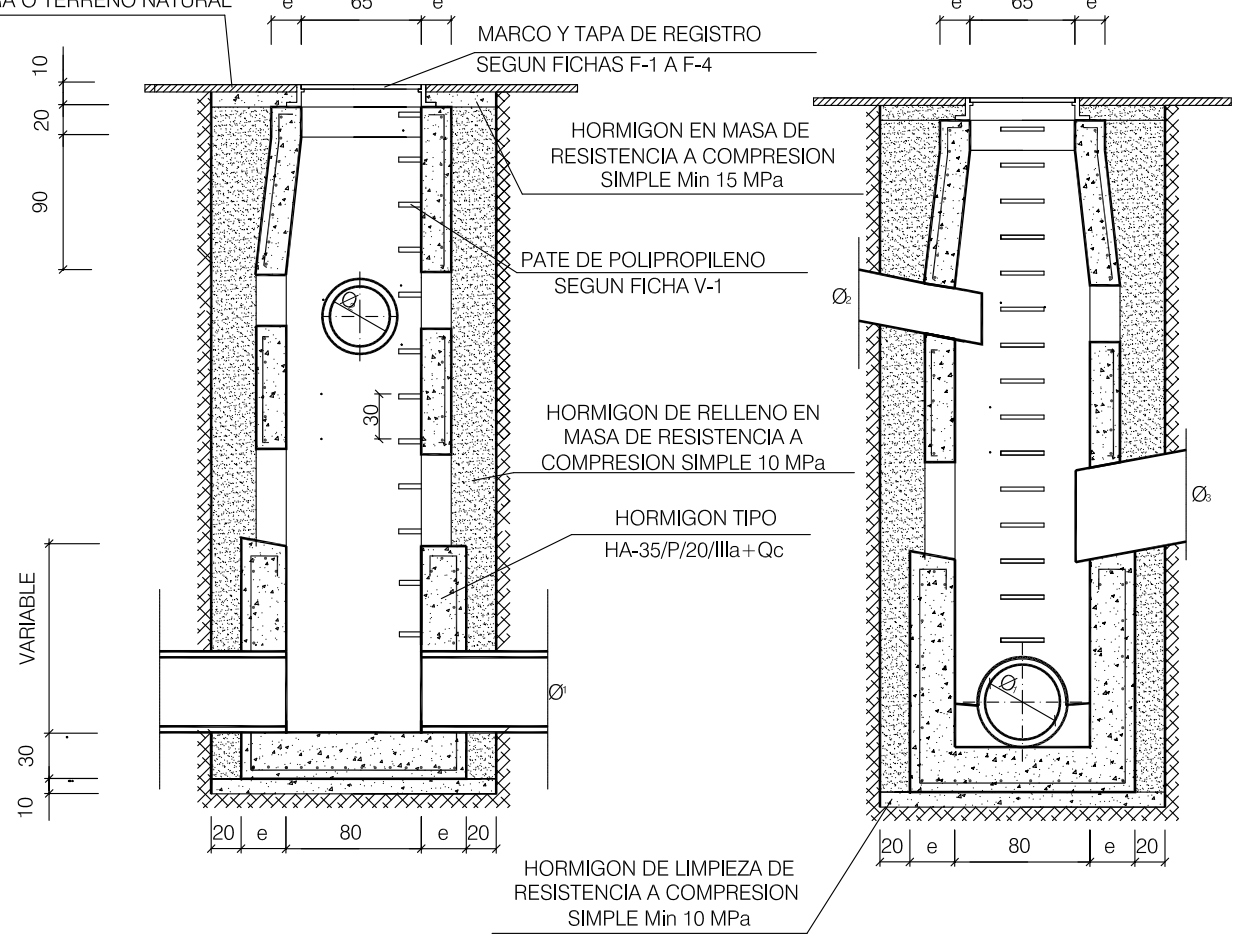 O TERRENO NATURAL
e 65 e
e 65 e
MARCO Y TAPA DE REGISTRO
SEGUN FICHAS F-1 A F-4
10
20
90
HORMIGON EN MASA DE
RESISTENCIA A COMPRESION
SIMPLE Min 15 MPa
PATE DE POLIPROPILENO
SEGUN FICHA V-1
Ø2
Ø2
30
HORMIGON DE RELLENO EN
MASA DE RESISTENCIA A
COMPRESION SIMPLE 10 MPa
Ø3
HORMIGON TIPO
HA-35/P/20/IIIa+Qc
VARIABLE
Ø1
Ø1
30
10
20 e 80 e 20
20 e 80 e 20
HORMIGON DE LIMPIEZA DE
RESISTENCIA A COMPRESION
SIMPLE Min 10 MPa